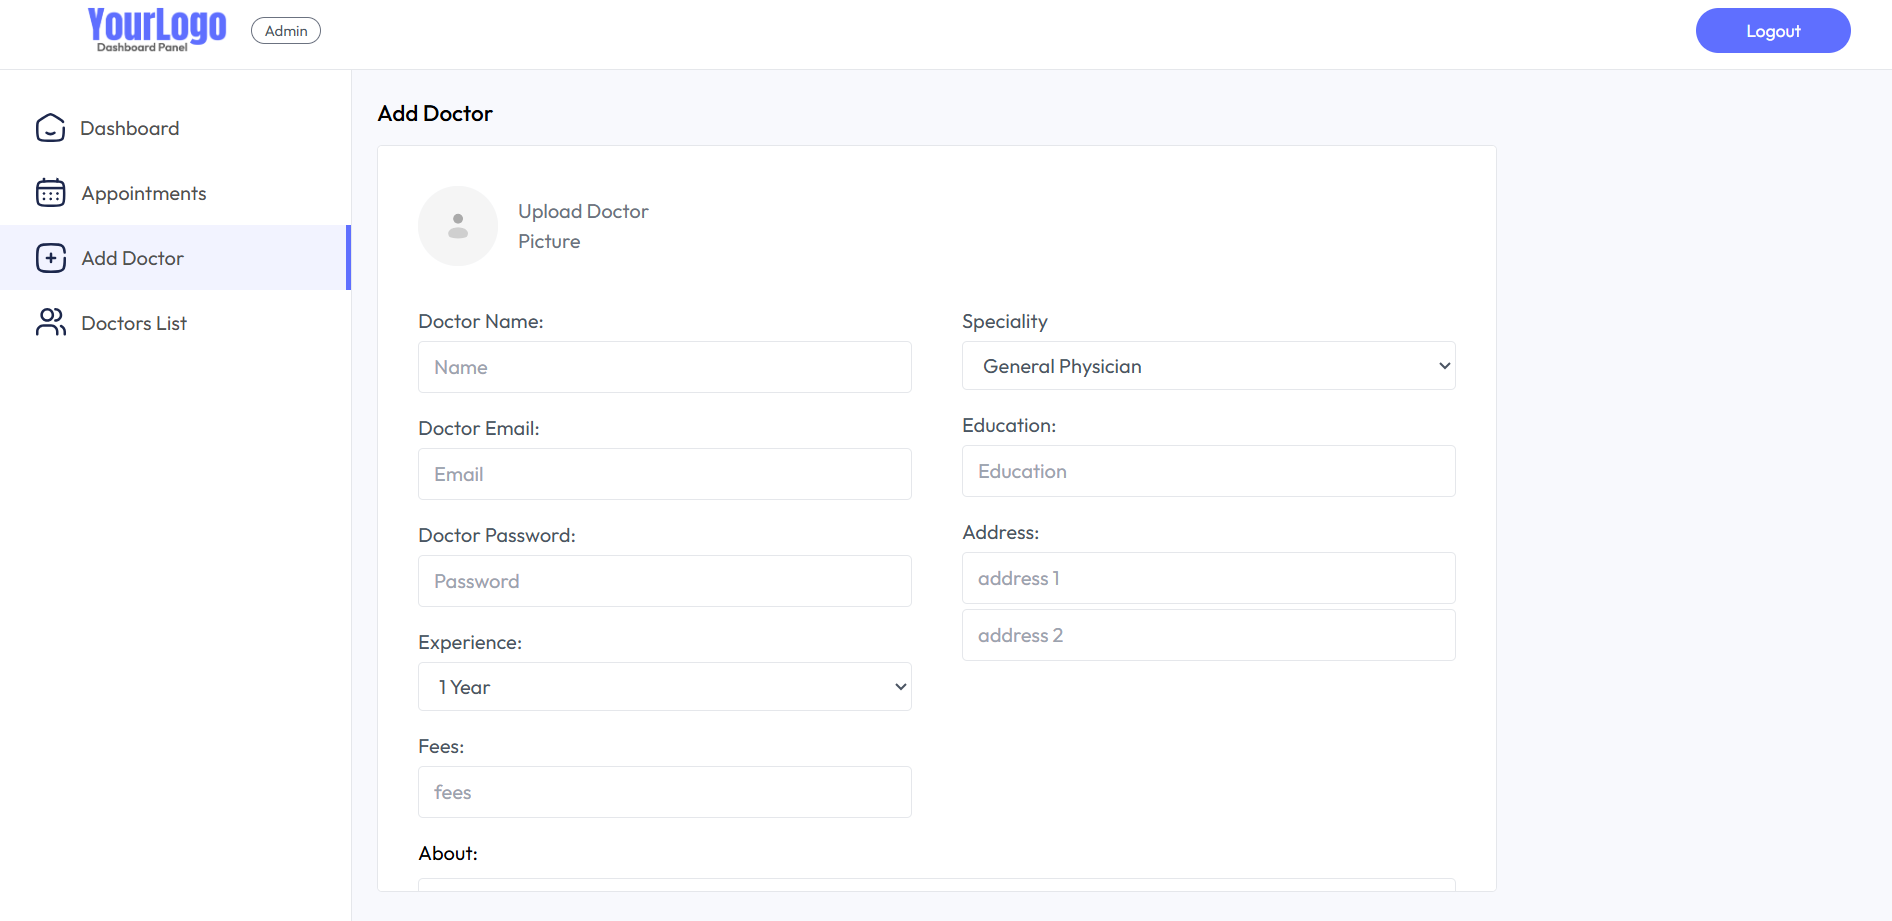 YourLogo
Dashboard Panel
Admin
Logout
Dashboard
Appointments
Add Doctor
Doctors List
Add Doctor
Upload Doctor
Picture
Doctor Name:
Name
Doctor Email:
Email
Doctor Password:
Password
Experience:
1 Year
Fees:
fees
Speciality
General Physician
Education:
Education
Address:
address 1
address 2
About: